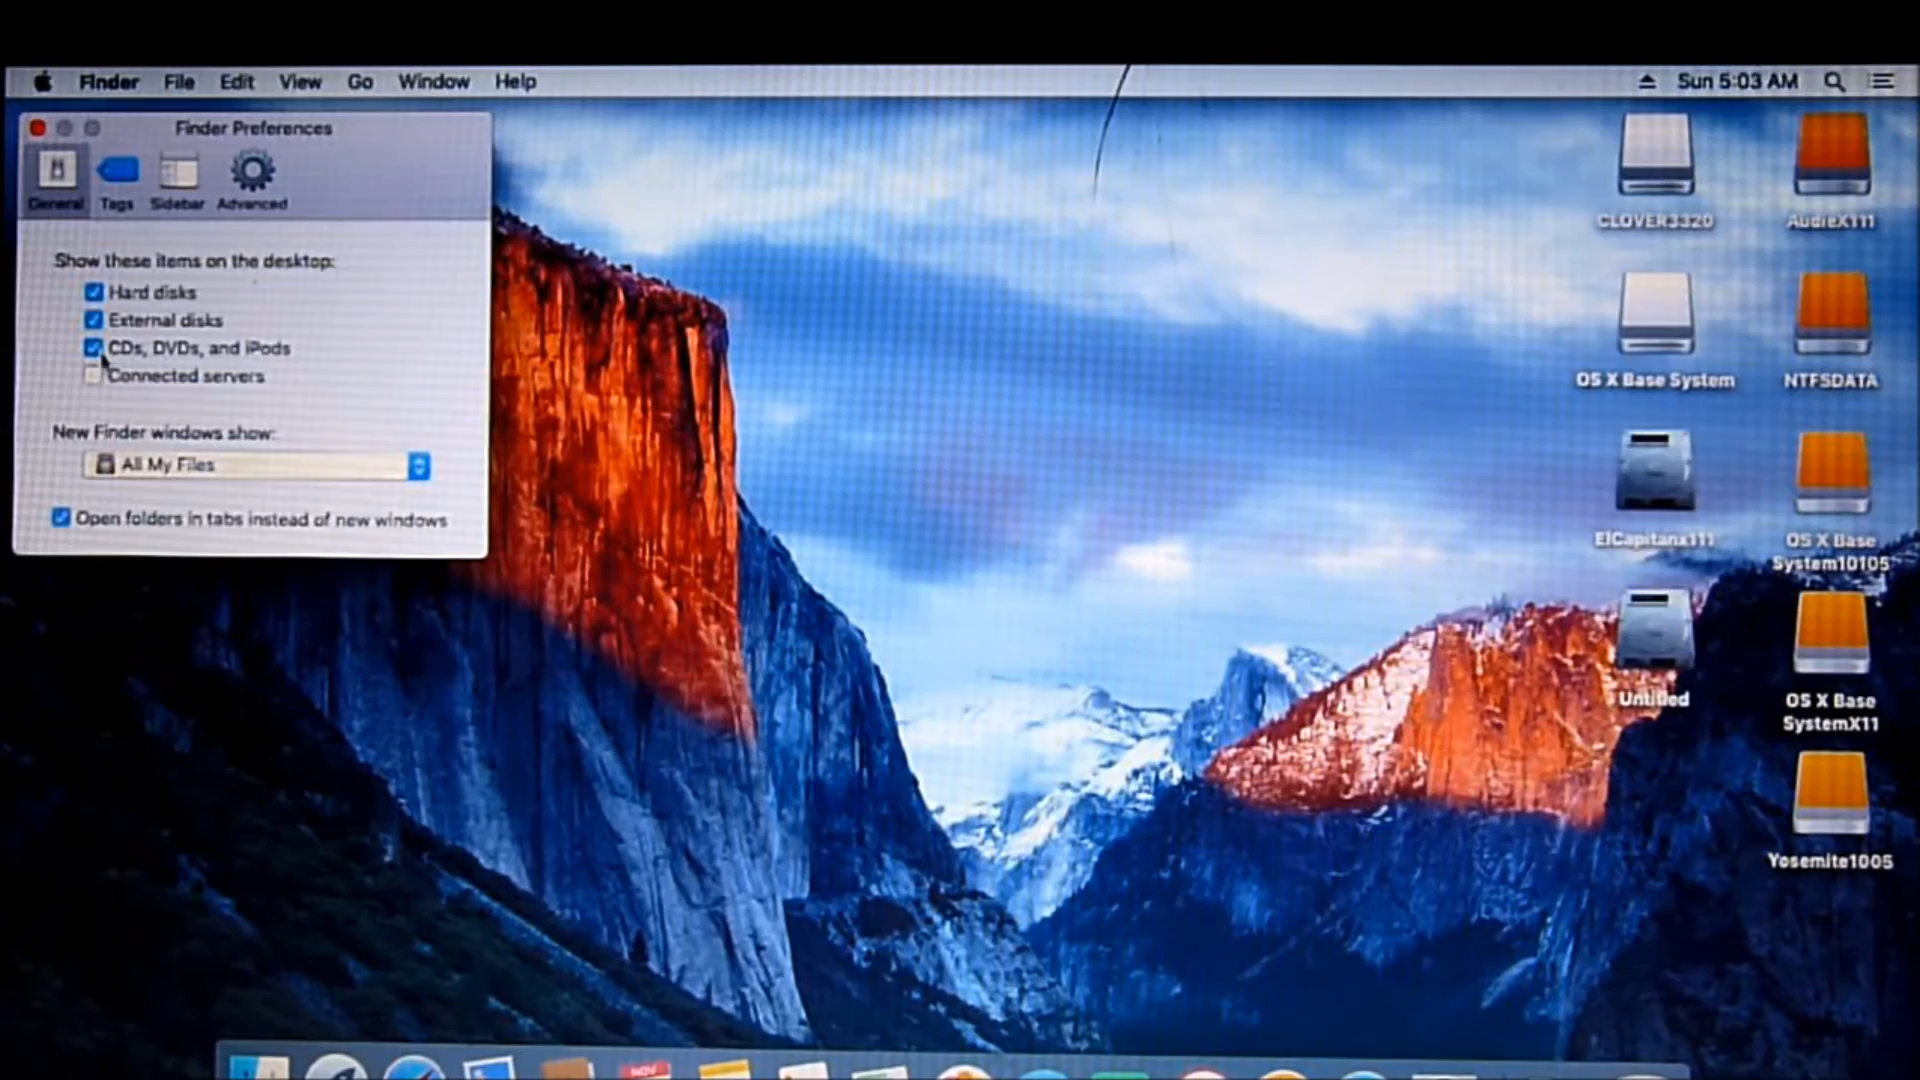 Finder File Edit View Go Window Help
Sun 5:03 AM
Finder Preferences
General Tags Sidebar Advanced
Show these items on the desktop:
Hard disks
External disks
CDs, DVDs, and iPods
Connected servers
New Finder windows show:
All My Files
Open folders in tabs instead of new windows
CLOVER3320
AudieX111
OS X Base System
NTFSDATA
ElCapitanx111
OS X Base
System10105
Untitled
OS X Base
SystemX11
Yosemite1005
NOV